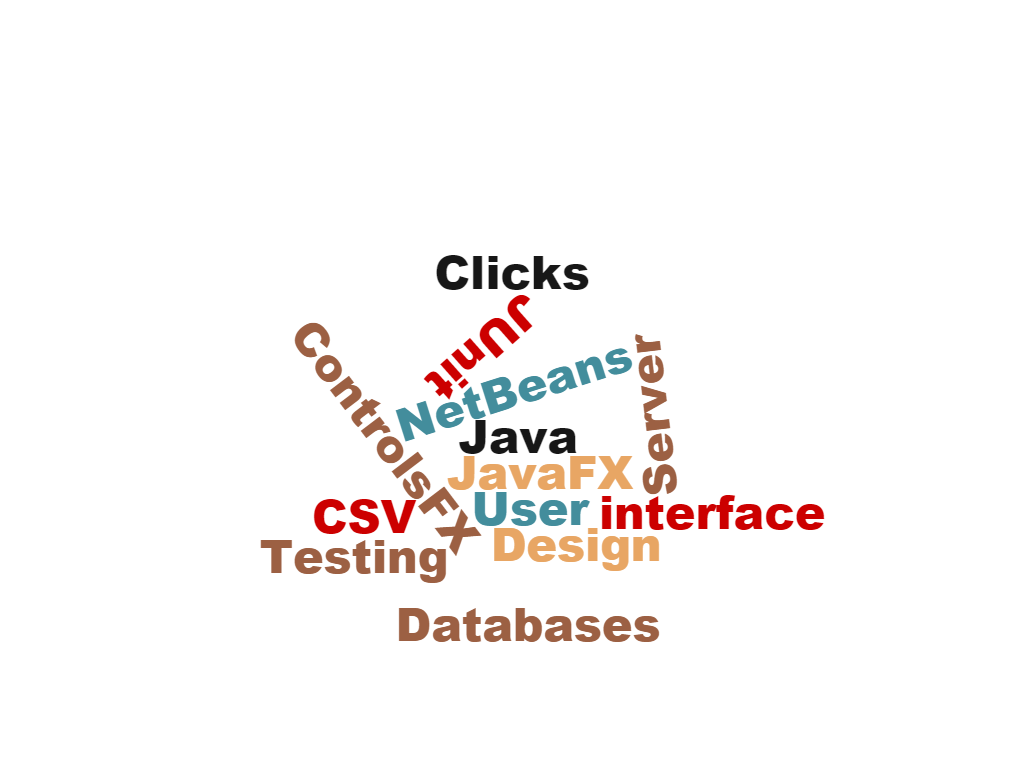 Clicks
JUnit
ControlsFX
NetBeans
Server
Java
JavaFX
CSV
User
interface
Design
Testing
Databases